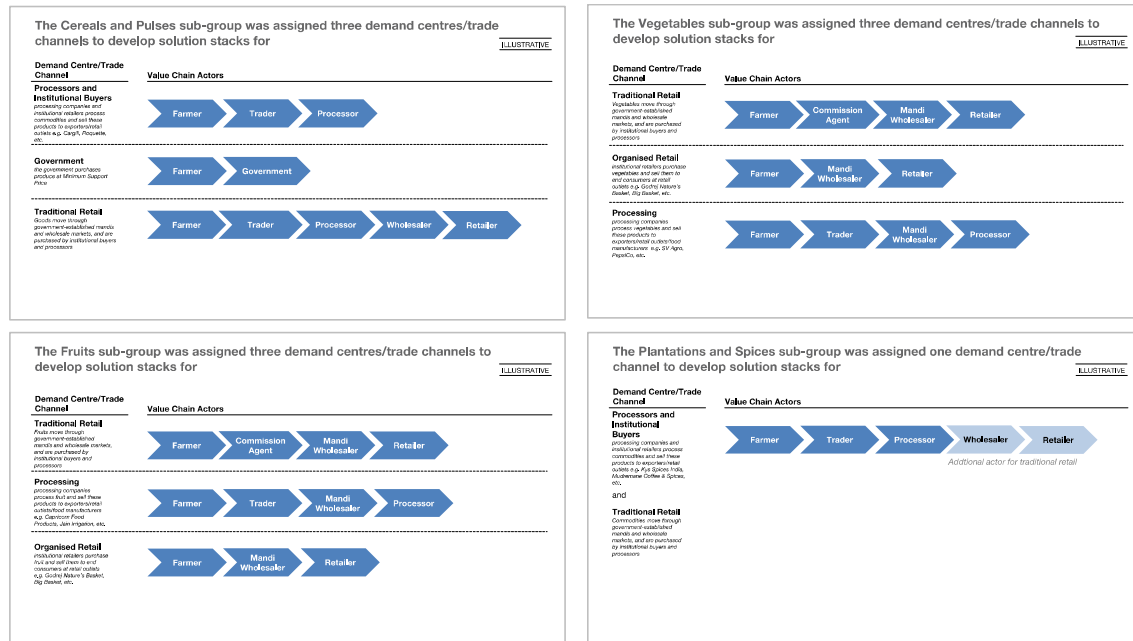 The Cereals and Pulses sub-group was assigned three demand centres/trade
channels to develop solution stacks for
ILLUSTRATIVE
Demand Centre/Trade
Channel
Value Chain Actors
Processors and
Institutional Buyers
processing companies and
institutional retailers process
commodities and sell these
products to exporters/retail
outlets e.g. Cargill, Roquette,
etc.
Farmer
Trader
Processor
Government
the government purchases
produce at Minimum Support
Price
Farmer
Government
Traditional Retail
Goods move through
government-established mandis
and wholesale markets, and are
purchased by institutional buyers
and processors
Farmer
Trader
Processor
Wholesaler
Retailer
The Vegetables sub-group was assigned three demand centres/trade channels to
develop solution stacks for
ILLUSTRATIVE
Demand Centre/Trade
Channel
Value Chain Actors
Traditional Retail
Vegetables move through
government-established
mandis and wholesale
markets, and are purchased
by institutional buyers and
processors
Farmer
Commission
Agent
Mandi
Wholesaler
Retailer
Organised Retail
institutional retailers purchase
vegetables and sell them to
end consumers at retail
outlets e.g. Godrej Nature's
Basket, Big Basket, etc.
Farmer
Mandi
Wholesaler
Retailer
Processing
processing companies
process vegetables and sell
these products to
exporters/retail outlets/food
manufacturers e.g. SV Agro,
PepsiCo, etc.
Farmer
Trader
Mandi
Wholesaler
Processor
The Fruits sub-group was assigned three demand centres/trade channels to
develop solution stacks for
ILLUSTRATIVE
Demand Centre/Trade
Channel
Value Chain Actors
Traditional Retail
Fruits move through
government-established
mandis and wholesale markets,
and are purchased by
institutional buyers and
processors
Farmer
Commission
Agent
Mandi
Wholesaler
Retailer
Processing
processing companies
process fruit and sell these
products to exporters/retail
outlets/food manufacturers
e.g. Capricorn Food
Products, Jain Irrigation, etc.
Farmer
Trader
Mandi
Wholesaler
Processor
Organised Retail
institutional retailers purchase
fruit and sell them to end
consumers at retail outlets
e.g. Godrej Nature's Basket,
Big Basket, etc.
Farmer
Mandi
Wholesaler
Retailer
The Plantations and Spices sub-group was assigned one demand centre/trade
channel to develop solution stacks for
ILLUSTRATIVE
Demand Centre/Trade
Channel
Value Chain Actors
Processors and
Institutional
Buyers
processing companies and
institutional retailers process
commodities and sell these
products to exporters/retail
outlets e.g. Kys Spices India,
Mudremane Coffee & Spices,
etc.
and
Traditional Retail
Commodities move through
government-established
mandis and wholesale
markets, and are purchased
by institutional buyers and
processors
Farmer
Trader
Processor
Wholesaler
Retailer
Addtional actor for traditional retail